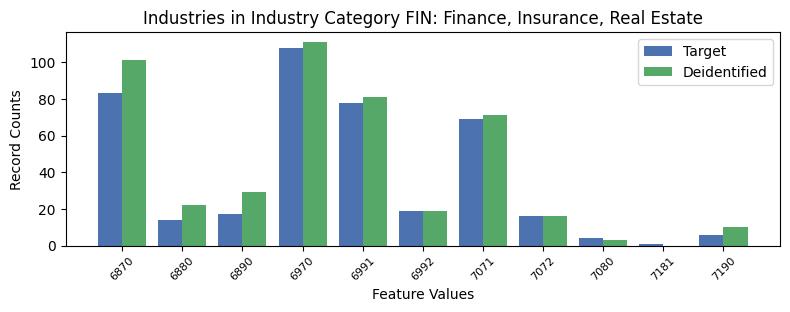 Industries in Industry Category FIN: Finance, Insurance, Real Estate
Target
Deidentified
Record Counts
100
80
60
40
20
0
6870 6880 6890 6970 6991 6992 7071 7072 7080 7181 7190
Feature Values